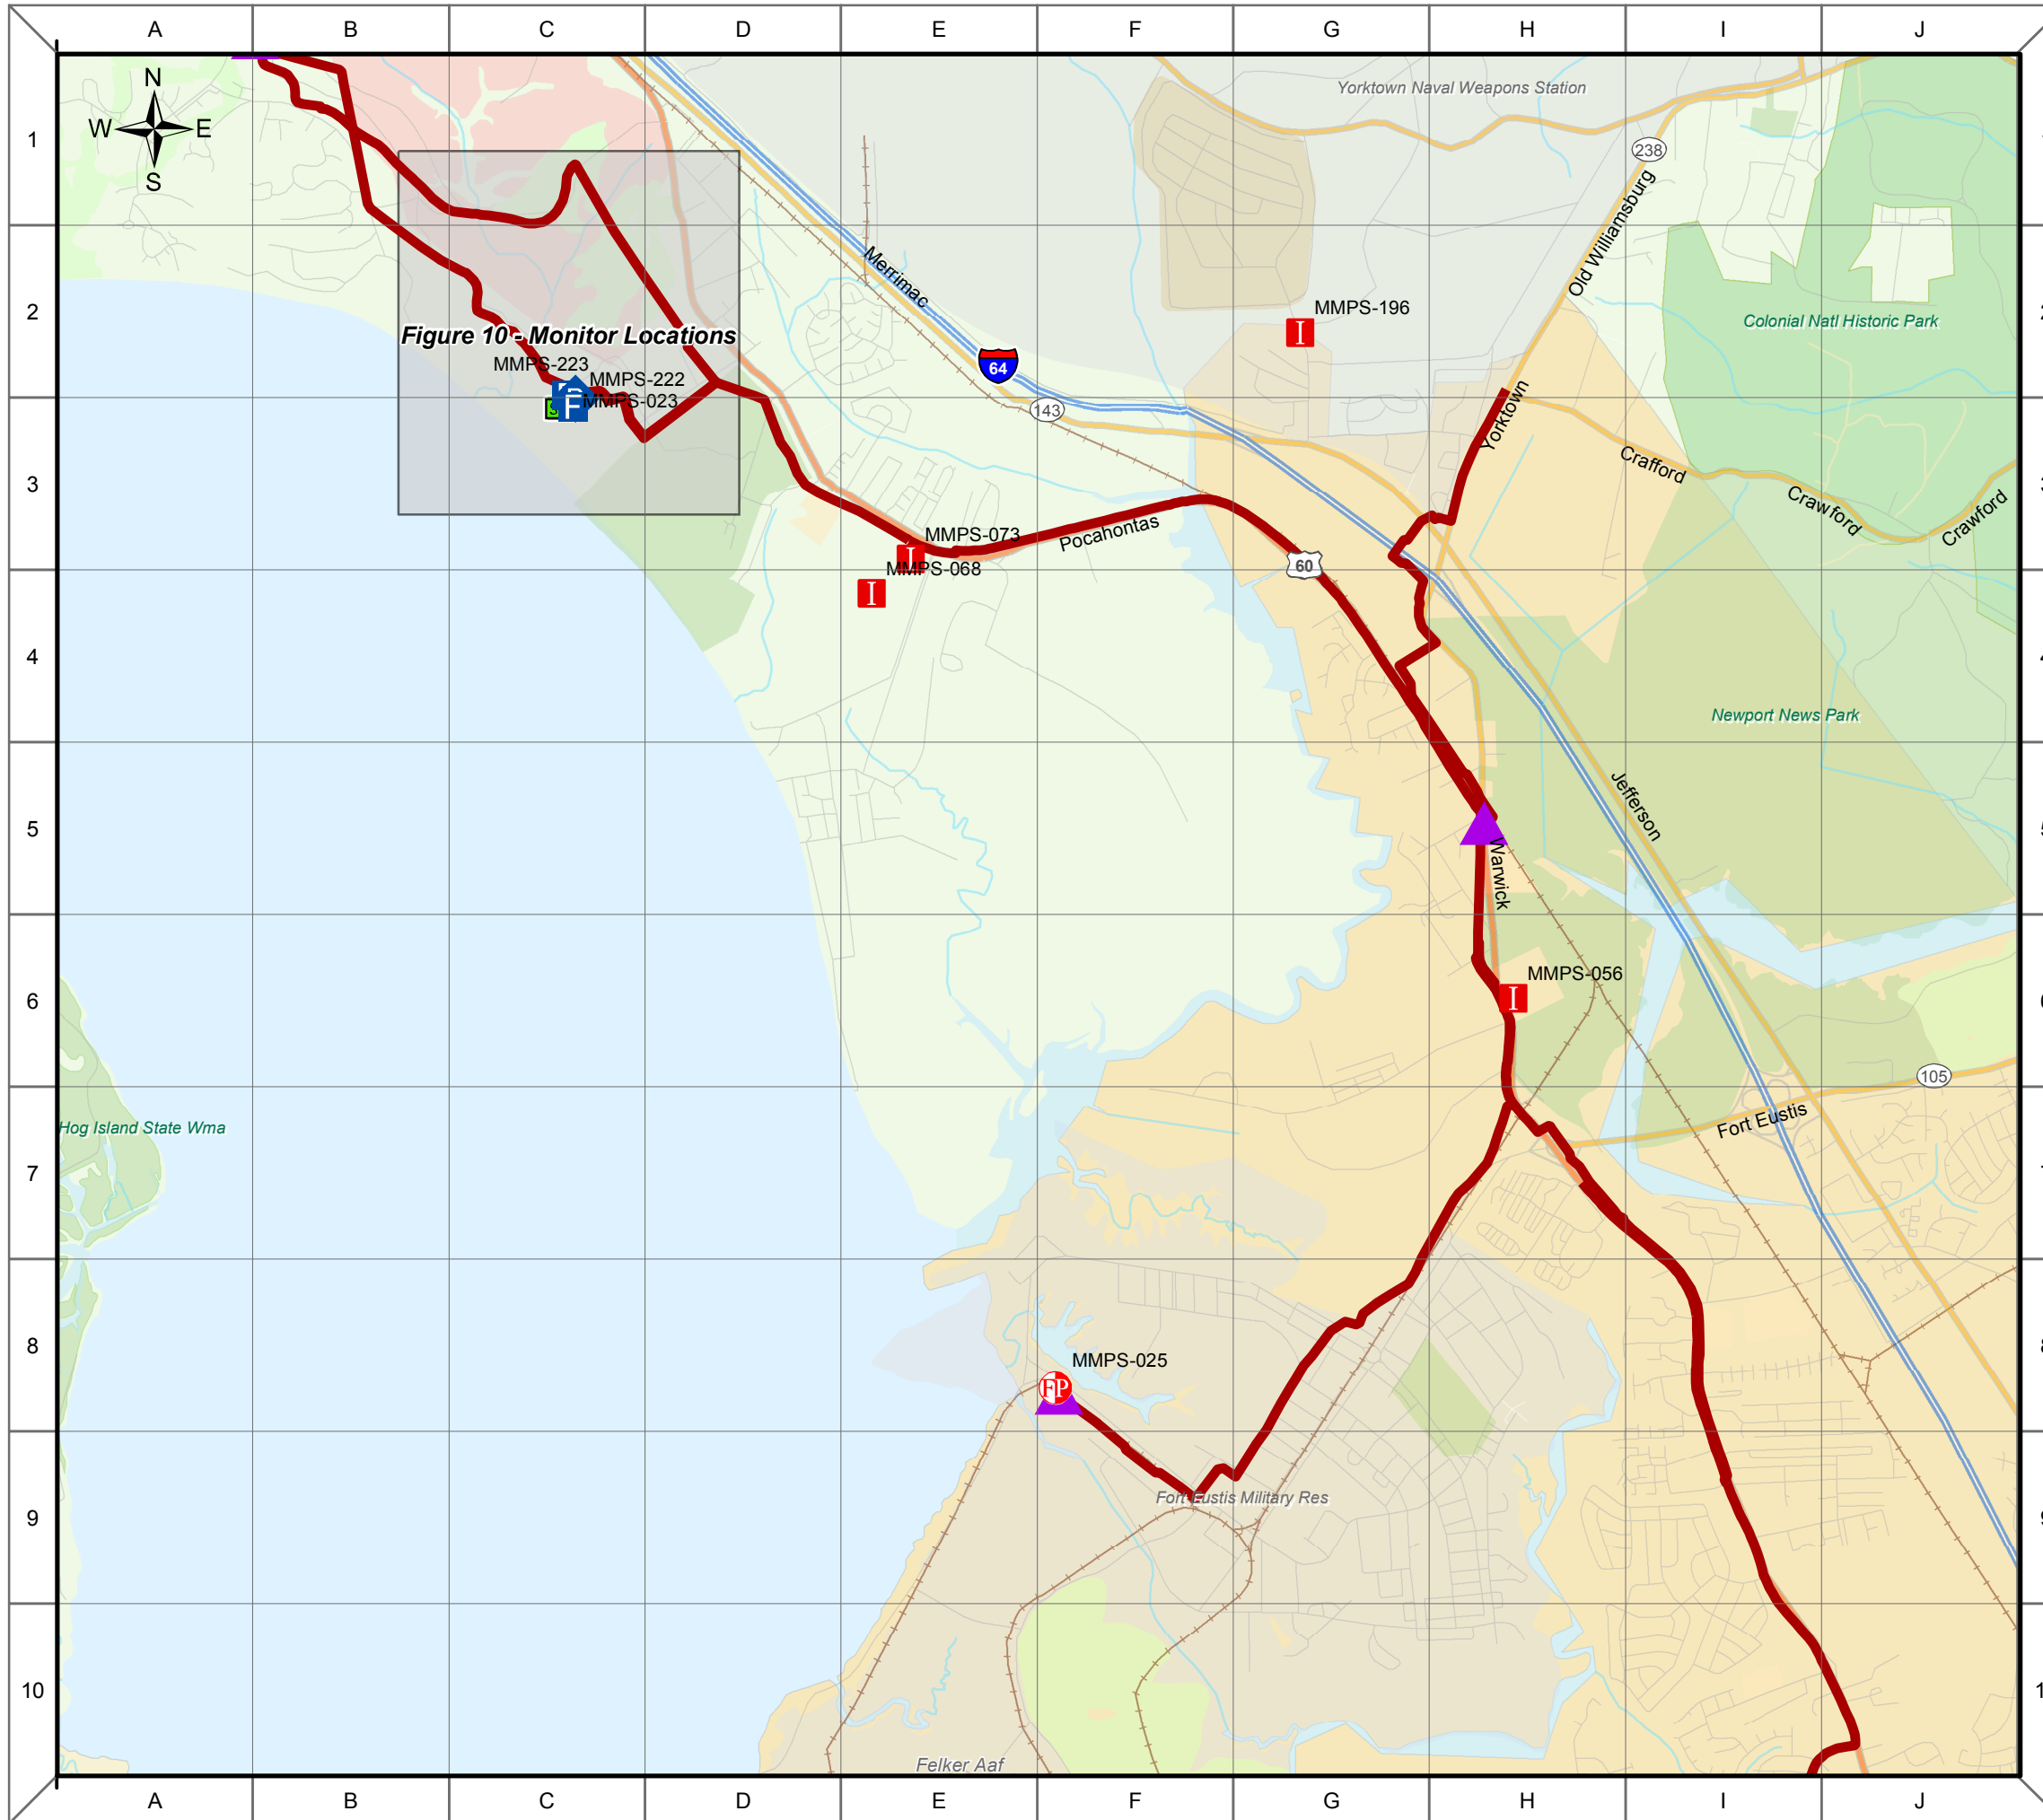 A B C D E F G H I J
N
W E
S
Yorktown Naval Weapons Station
1
238
Old Williamsburg
Merrimac
2
MMPS-196
Colonial Natl Historic Park
Figure 10 - Monitor Locations
MMPS-223
64
I
MMPS-222
MMPS-023
F
143
Yorktown
Crafford
3
Crawford
Crawford
MMPS-073
Pocahontas
I
MMPS-068
60
I
4
Newport News Park
Jefferson
5
Warwick
MMPS-056
6
I
105
Hog Island State Wma
Fort Eustis
7
8
MMPS-025
FP
Fort Eustis Military Res
9
10
Felker Aaf
A B C D E F G H I J